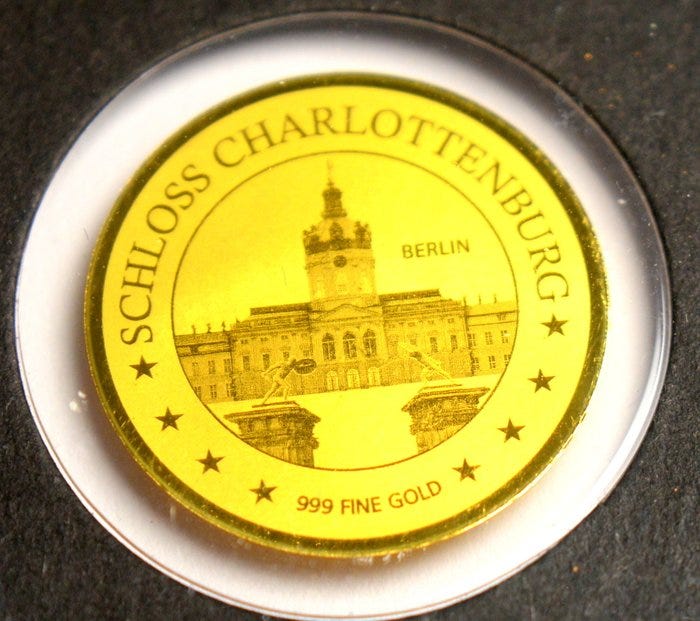 SCHLOSS CHARLOTTENBURG
BERLIN
999 FINE GOLD